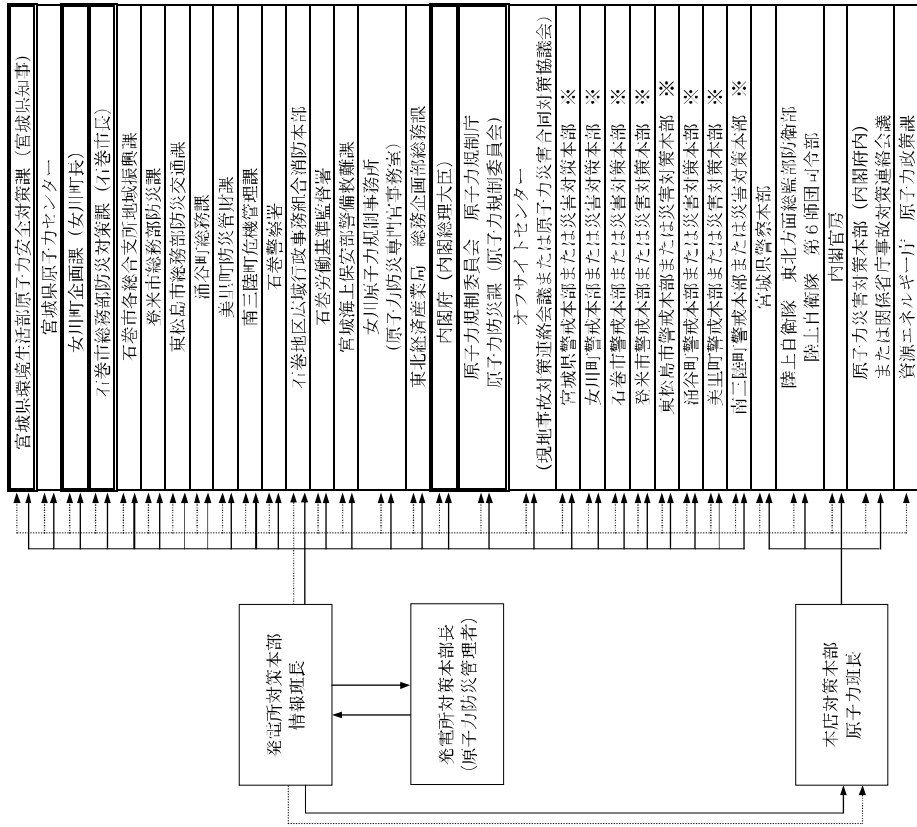 宮城県環境生活部原子力安全対策課（宮城県知事）
宮城県原子力センター
女川町企画課（女川町長）
石巻市総務部防災対策課（石巻市長）
石巻市各総合支所地域振興課
登米市総務部防災課
東松島市総務部防災交通課
涌谷町総務課
美里町防災管財課
南三陸町危機管理課
石巻警察署
石巻地区広域行政事務組合消防本部
石巻労働基準監督署
宮城海上保安部警備救難課
女川原子力規制事務所
（原子力防災専門官事務室）
東北経済産業局　総務企画部総務課
内閣府（内閣総理大臣）
原子力規制委員会　原子力規制庁
原子力防災課（原子力規制委員会）
オフサイトセンター
（現地事故対策連絡会議または原子力災害合同対策協議会）
宮城県警戒本部または災害対策本部　※
女川町警戒本部または災害対策本部　※
石巻市警戒本部または災害対策本部　※
登米市警戒本部または災害対策本部　※
東松島市警戒本部または災害対策本部　※
涌谷町警戒本部または災害対策本部　※
美里町警戒本部または災害対策本部　※
南三陸町警戒本部または災害対策本部　※
宮城県警察本部
陸上自衛隊　東北方面総監部防衛部
陸上自衛隊　第６師団司令部
内閣官房
原子力災害対策本部（内閣府内）
または関係省庁事故対策連絡会議
資源エネルギー庁　原子力政策課
発電所対策本部
情報班長
発電所対策本部長
（原子力防災管理者）
本店対策本部
原子力班長